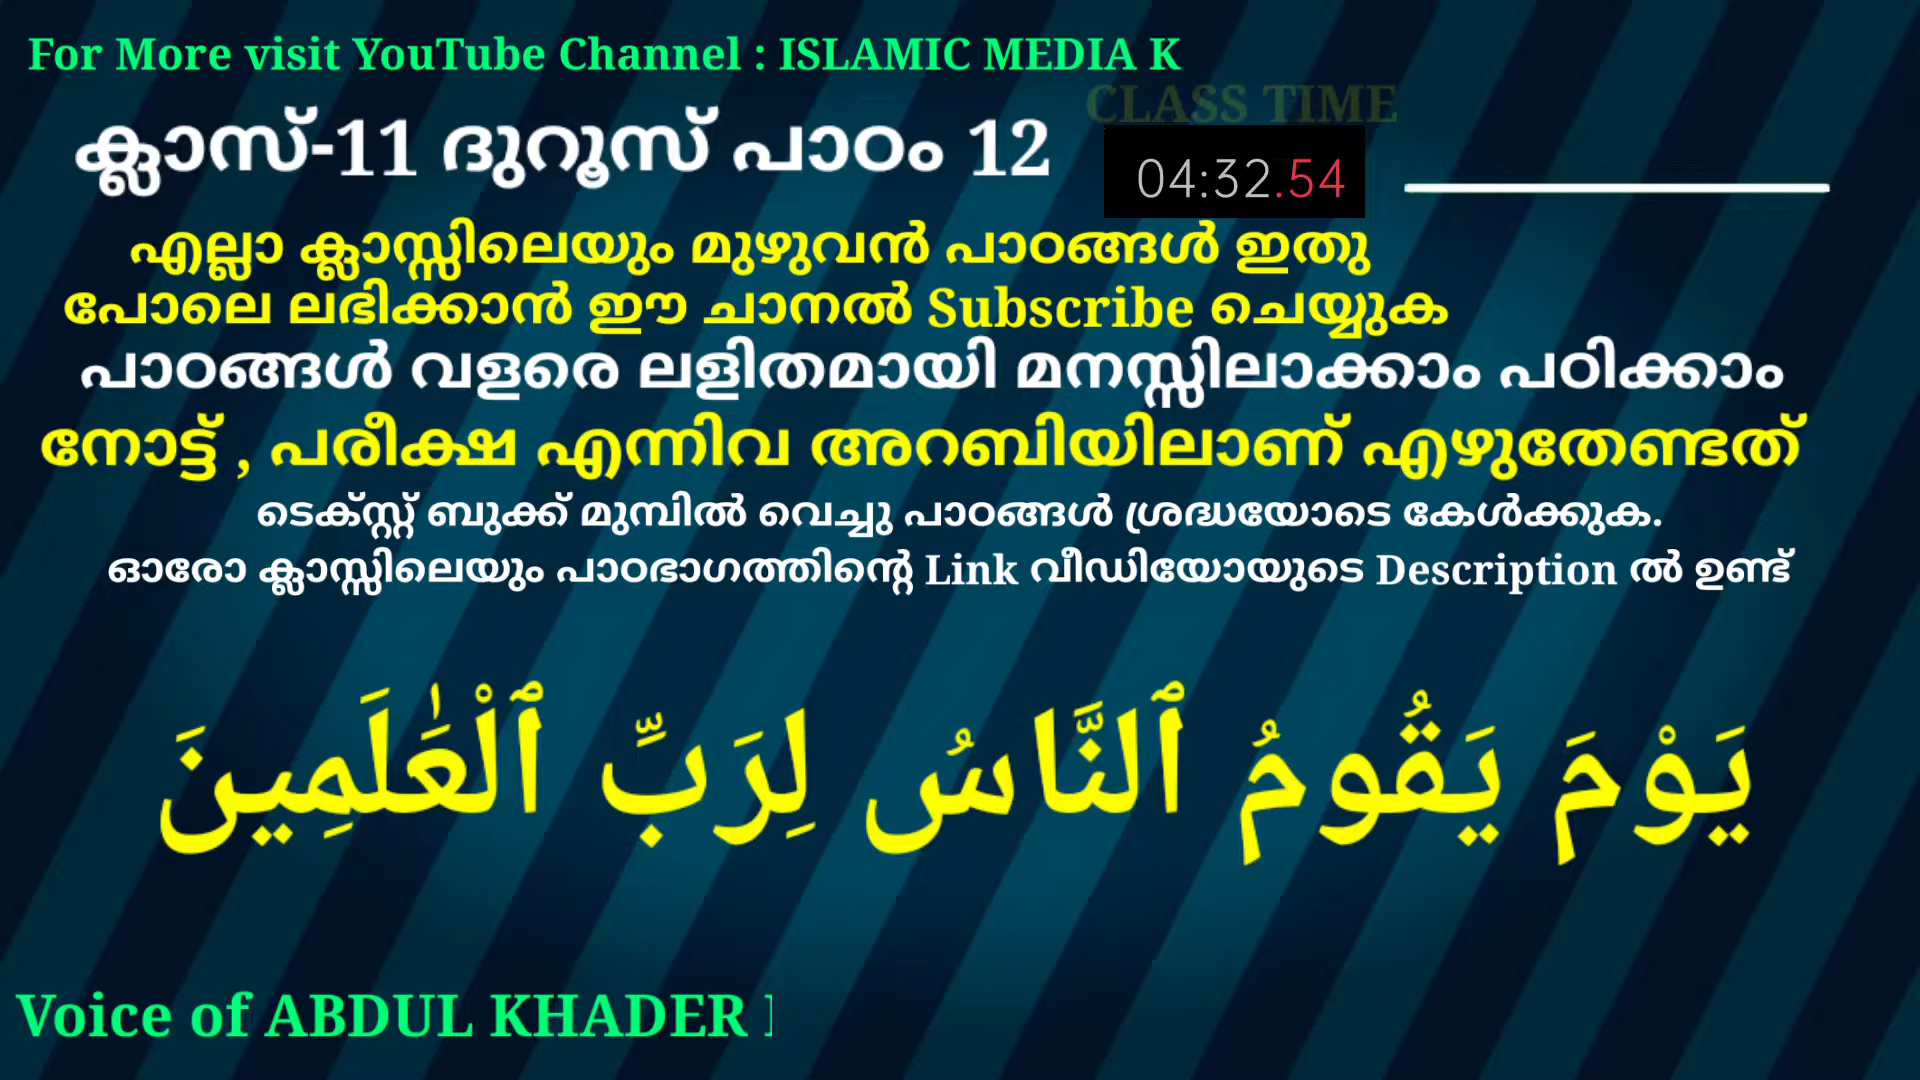 For More visit YouTube Channel : ISLAMIC MEDIA K
CLASS TIME
ക്ലാസ്-11 ദുറൂസ് പാഠം 12
04:32.54
എല്ലാ ക്ലാസ്സിലെയും മുഴുവൻ പാഠങ്ങൾ ഇതു
പോലെ ലഭിക്കാൻ ഈ ചാനൽ Subscribe ചെയ്യുക
പാഠങ്ങൾ വളരെ ലളിതമായി മനസ്സിലാക്കാം പഠിക്കാം
നോട്ട് , പരീക്ഷ എന്നിവ അറബിയിലാണ് എഴുതേണ്ടത്
ടെക്സ്റ്റ് ബുക്ക് മുമ്പിൽ വെച്ചു പാഠങ്ങൾ ശ്രദ്ധയോടെ കേൾക്കുക.
ഓരോ ക്ലാസ്സിലെയും പാഠഭാഗത്തിന്റെ Link വീഡിയോയുടെ Description ൽ ഉണ്ട്
يَوْمَ يَقُومُ ٱلنَّاسُ لِرَبِّ ٱلْعَٰلَمِينَ
Voice of ABDUL KHADER